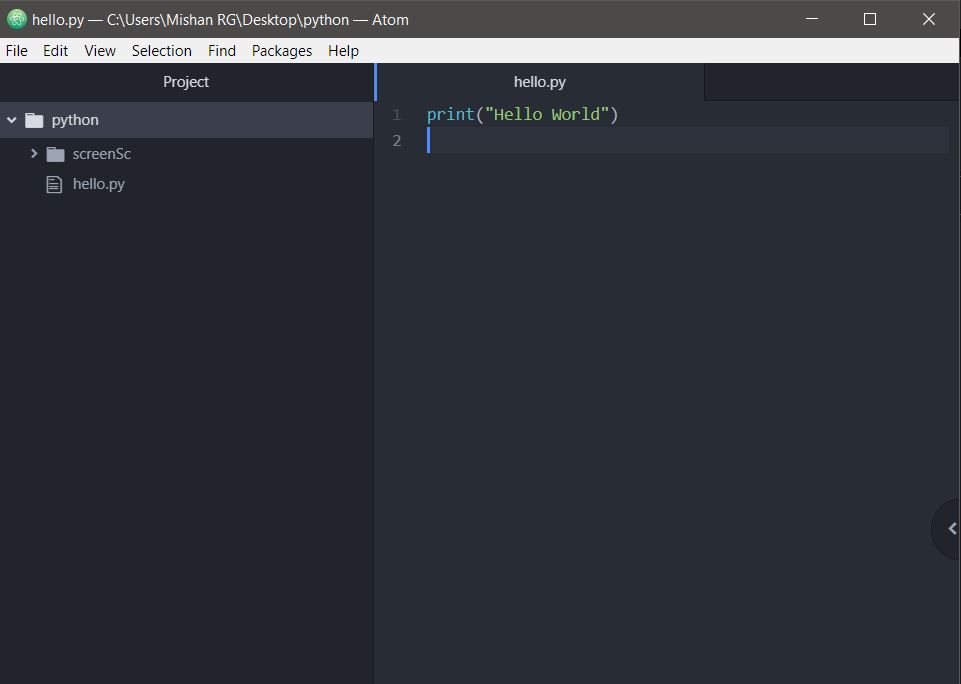 hello.py — C:\Users\Mishan RG\Desktop\python — Atom
File Edit View Selection Find Packages Help
Project
hello.py
python
screenSc
hello.py
1 print("Hello World")
2